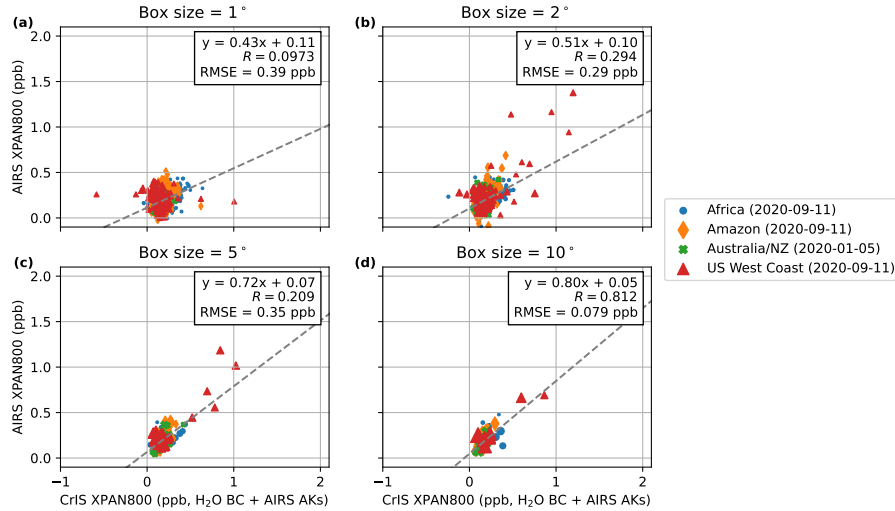 Box size = 1°
Box size = 2°
(a)
(b)
2.0
1.5
1.0
0.5
0.0
AIRS XPAN800 (ppb)
y = 0.43x + 0.11
R = 0.0973
RMSE = 0.39 ppb
y = 0.51x + 0.10
R = 0.294
RMSE = 0.29 ppb
Box size = 5°
Box size = 10°
(c)
(d)
2.0
1.5
1.0
0.5
0.0
AIRS XPAN800 (ppb)
y = 0.72x + 0.07
R = 0.209
RMSE = 0.35 ppb
y = 0.80x + 0.05
R = 0.812
RMSE = 0.079 ppb
−1 0 1 2
−1 0 1 2
CrIS XPAN800 (ppb, H₂O BC + AIRS AKs)
CrIS XPAN800 (ppb, H₂O BC + AIRS AKs)
Africa (2020-09-11)
Amazon (2020-09-11)
Australia/NZ (2020-01-05)
US West Coast (2020-09-11)